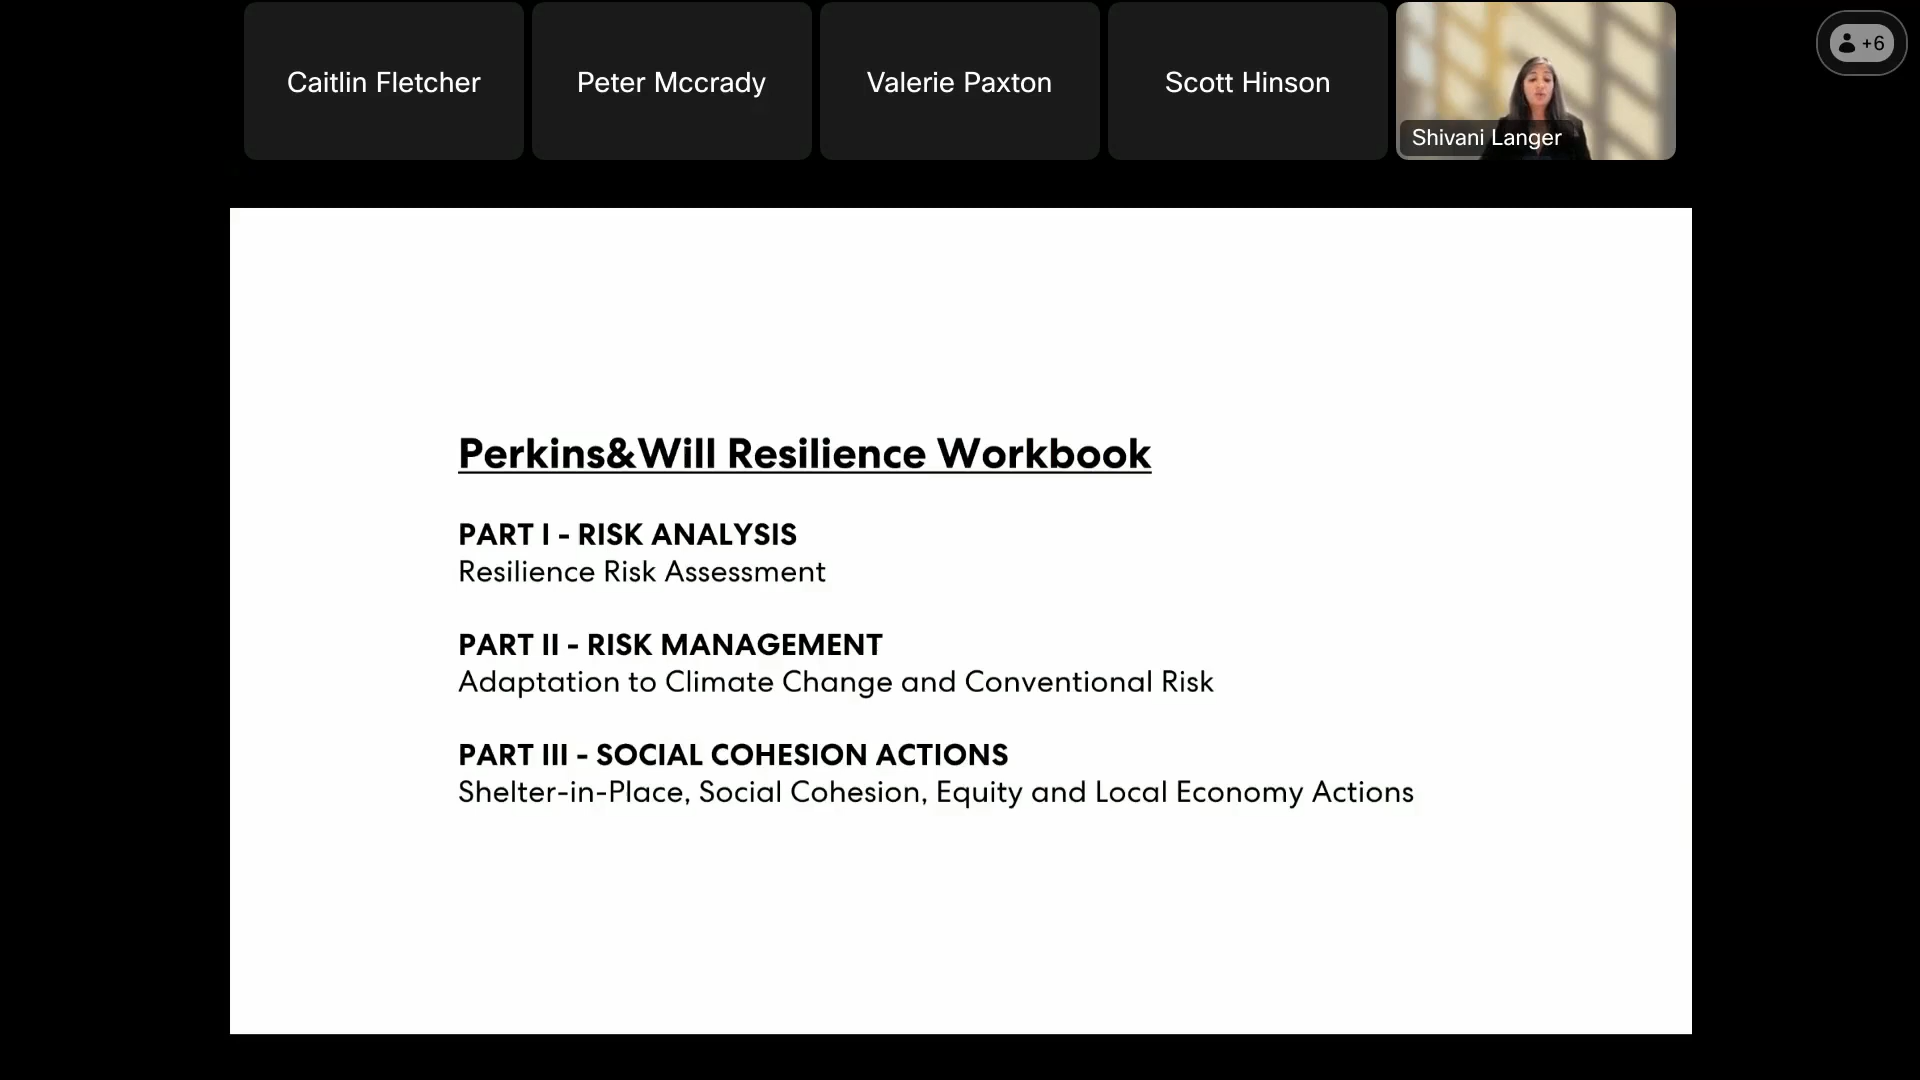 Caitlin Fletcher
Peter Mccrady
Valerie Paxton
Scott Hinson
Shivani Langer
+6
Perkins&Will Resilience Workbook
PART I - RISK ANALYSIS
Resilience Risk Assessment
PART II - RISK MANAGEMENT
Adaptation to Climate Change and Conventional Risk
PART III - SOCIAL COHESION ACTIONS
Shelter-in-Place, Social Cohesion, Equity and Local Economy Actions